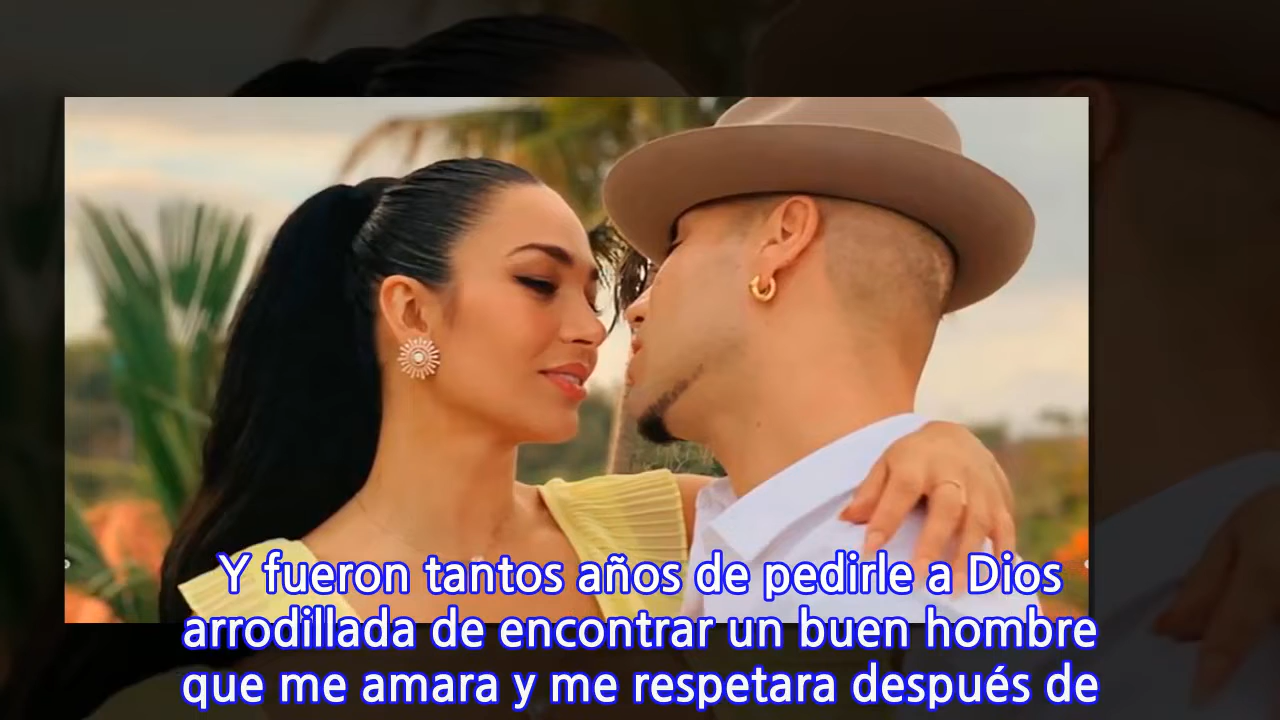 Y fueron tantos años de pedirle a Dios
arrodillada de encontrar un buen hombre
que me amara y me respetara después de